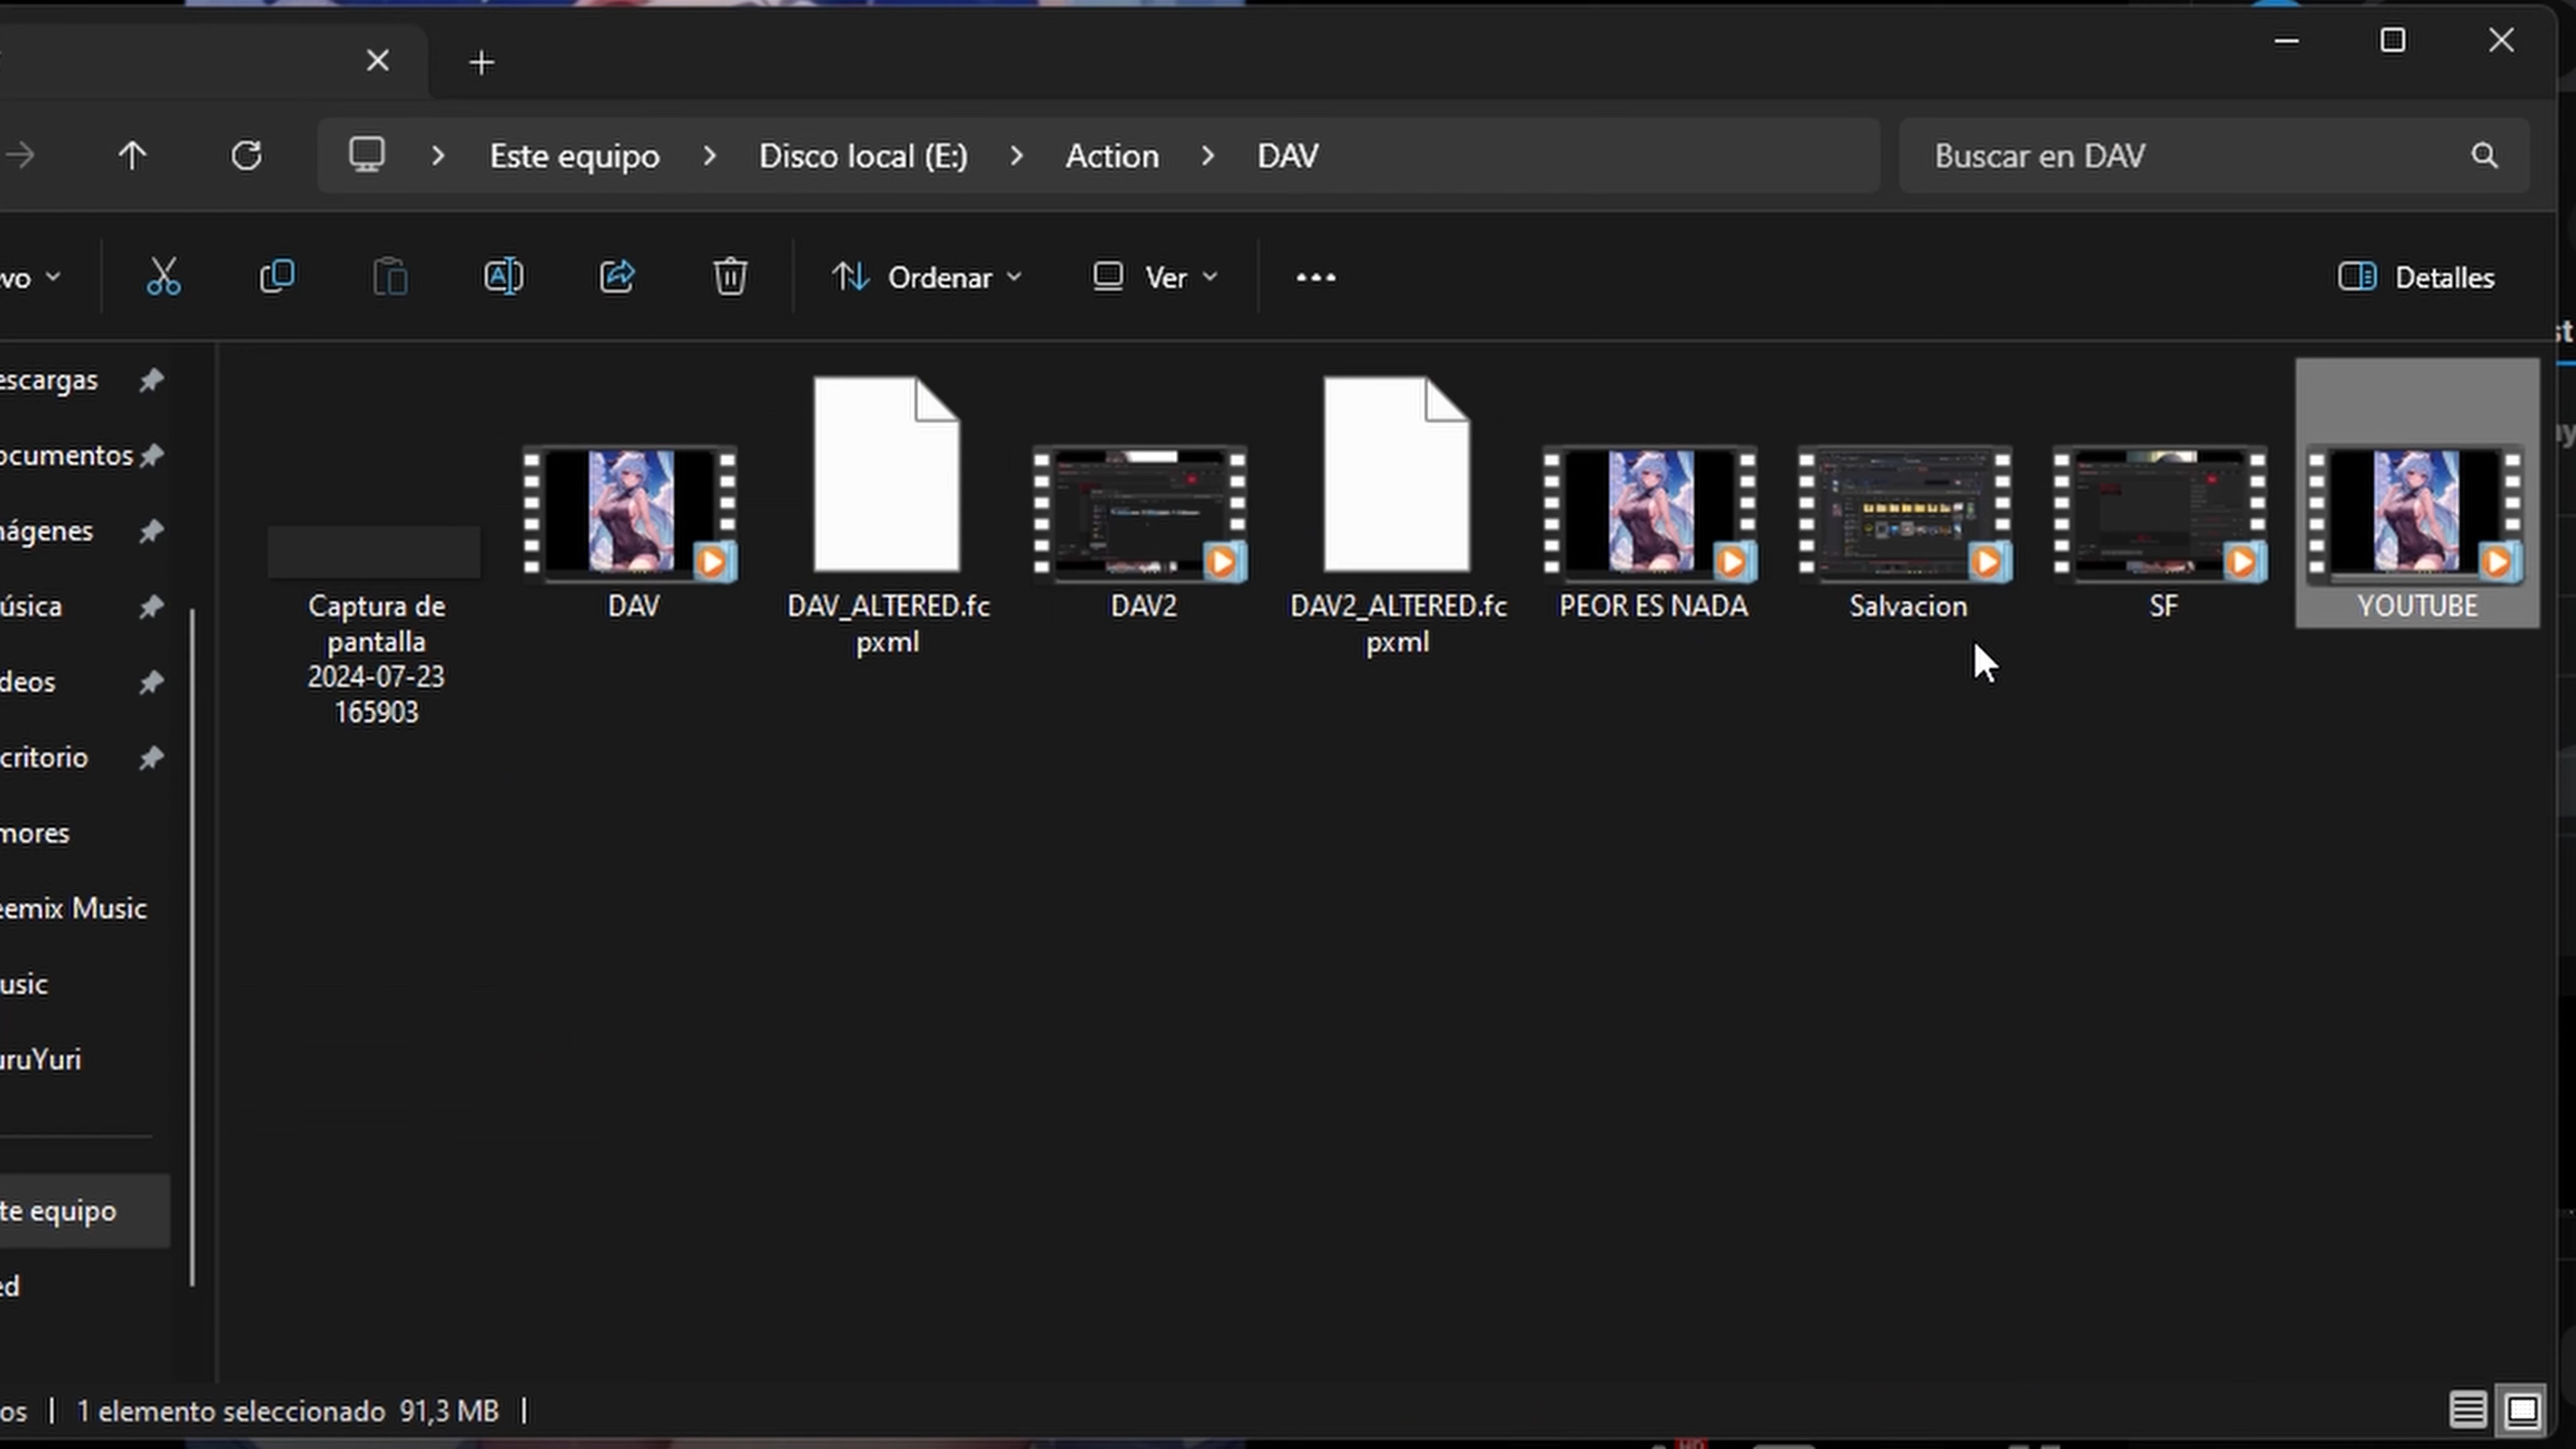 Este equipo > Disco local (E:) > Action > DAV
Buscar en DAV
Ordenar
Ver
Detalles
escargas
ocumentos
mágenes
úsica
deos
critorio
mores
eemix Music
usic
uruYuri
te equipo
ed
Captura de
pantalla
2024-07-23
165903
DAV
DAV_ALTERED.fc
pxml
DAV2
DAV2_ALTERED.fc
pxml
PEOR ES NADA
Salvacion
SF
YOUTUBE
os | 1 elemento seleccionado 91,3 MB |